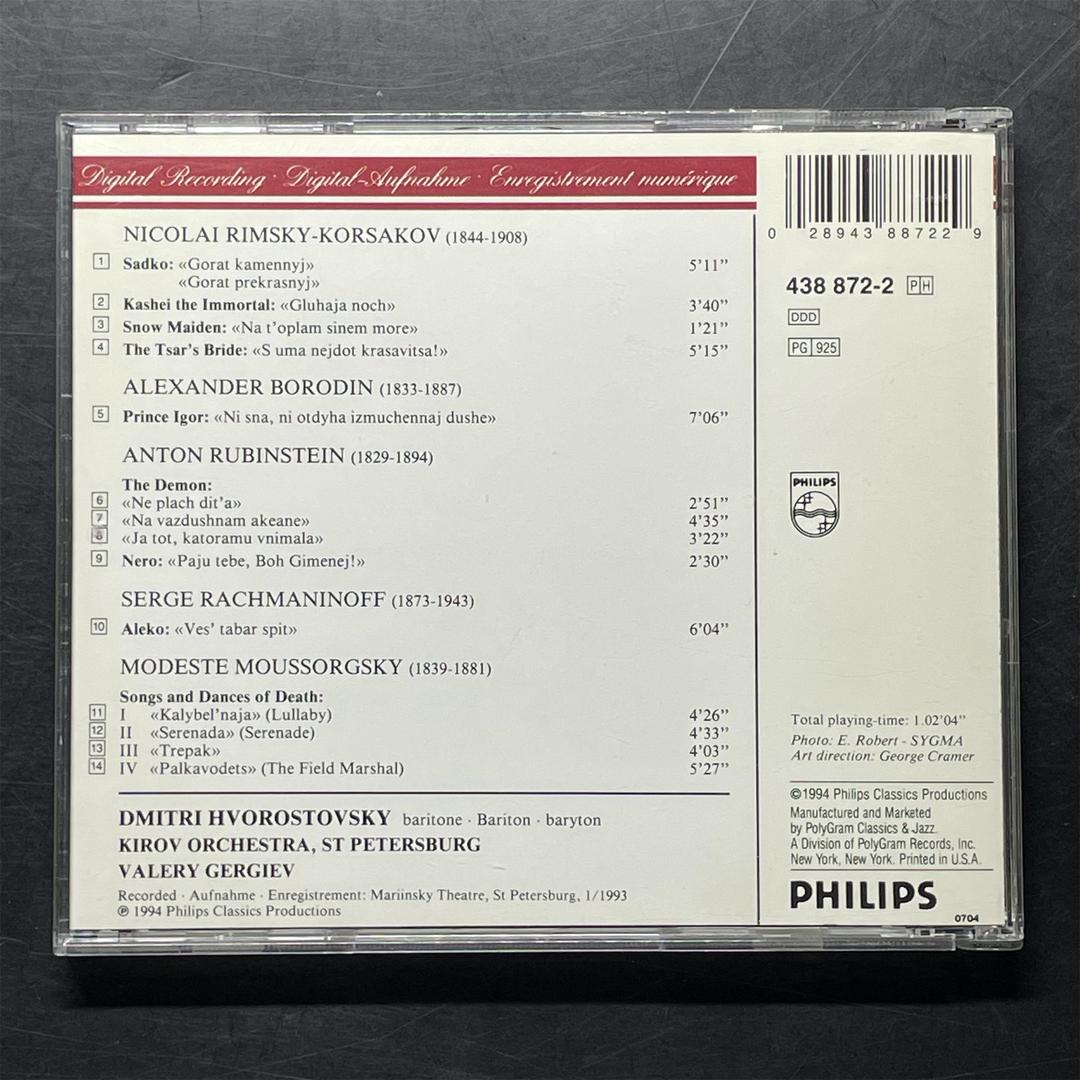 Digital Recording · Digital-Aufnahme · Enregistrement numérique
NICOLAI RIMSKY-KORSAKOV (1844-1908)
1 Sadko: «Gorat kamennyj» 5’11”
«Gorat prekrasnyj»
2 Kashei the Immortal: «Gluhaja noch» 3’40”
3 Snow Maiden: «Na t’oplam sinem more» 1’21”
4 The Tsar’s Bride: «S uma nejdot krasavitsa!» 5’15”
ALEXANDER BORODIN (1833-1887)
5 Prince Igor: «Ni sna, ni otdyha izmuchennaj dushe» 7’06”
ANTON RUBINSTEIN (1829-1894)
The Demon:
6 «Ne plach dit’a» 2’51”
7 «Na vazdushnam akeane» 4’35”
8 «Ja tot, katoramu vnimala» 3’22”
9 Nero: «Paju tebe, Boh Gimenej!» 2’30”
SERGE RACHMANINOFF (1873-1943)
10 Aleko: «Ves’ tabar spit» 6’04”
MODESTE MOUSSORGSKY (1839-1881)
Songs and Dances of Death:
11 I «Kalybel’naja» (Lullaby) 4’26”
12 II «Serenada» (Serenade) 4’33”
13 III «Trepak» 4’03”
14 IV «Palkavodets» (The Field Marshal) 5’27”
DMITRI HVOROSTOVSKY baritone · Bariton · baryton
KIROV ORCHESTRA, ST PETERSBURG
VALERY GERGIEV
Recorded · Aufnahme · Enregistrement: Mariinsky Theatre, St Petersburg, 1/1993
℗ 1994 Philips Classics Productions
0 28943 88722 9
438 872-2 PH
DDD
PG 925
PHILIPS
Total playing-time: 1.02’04”
Photo: E. Robert - SYGMA
Art direction: George Cramer
©1994 Philips Classics Productions
Manufactured and Marketed
by PolyGram Classics & Jazz.
A Division of PolyGram Records, Inc.
New York, New York. Printed in U.S.A.
PHILIPS
0704